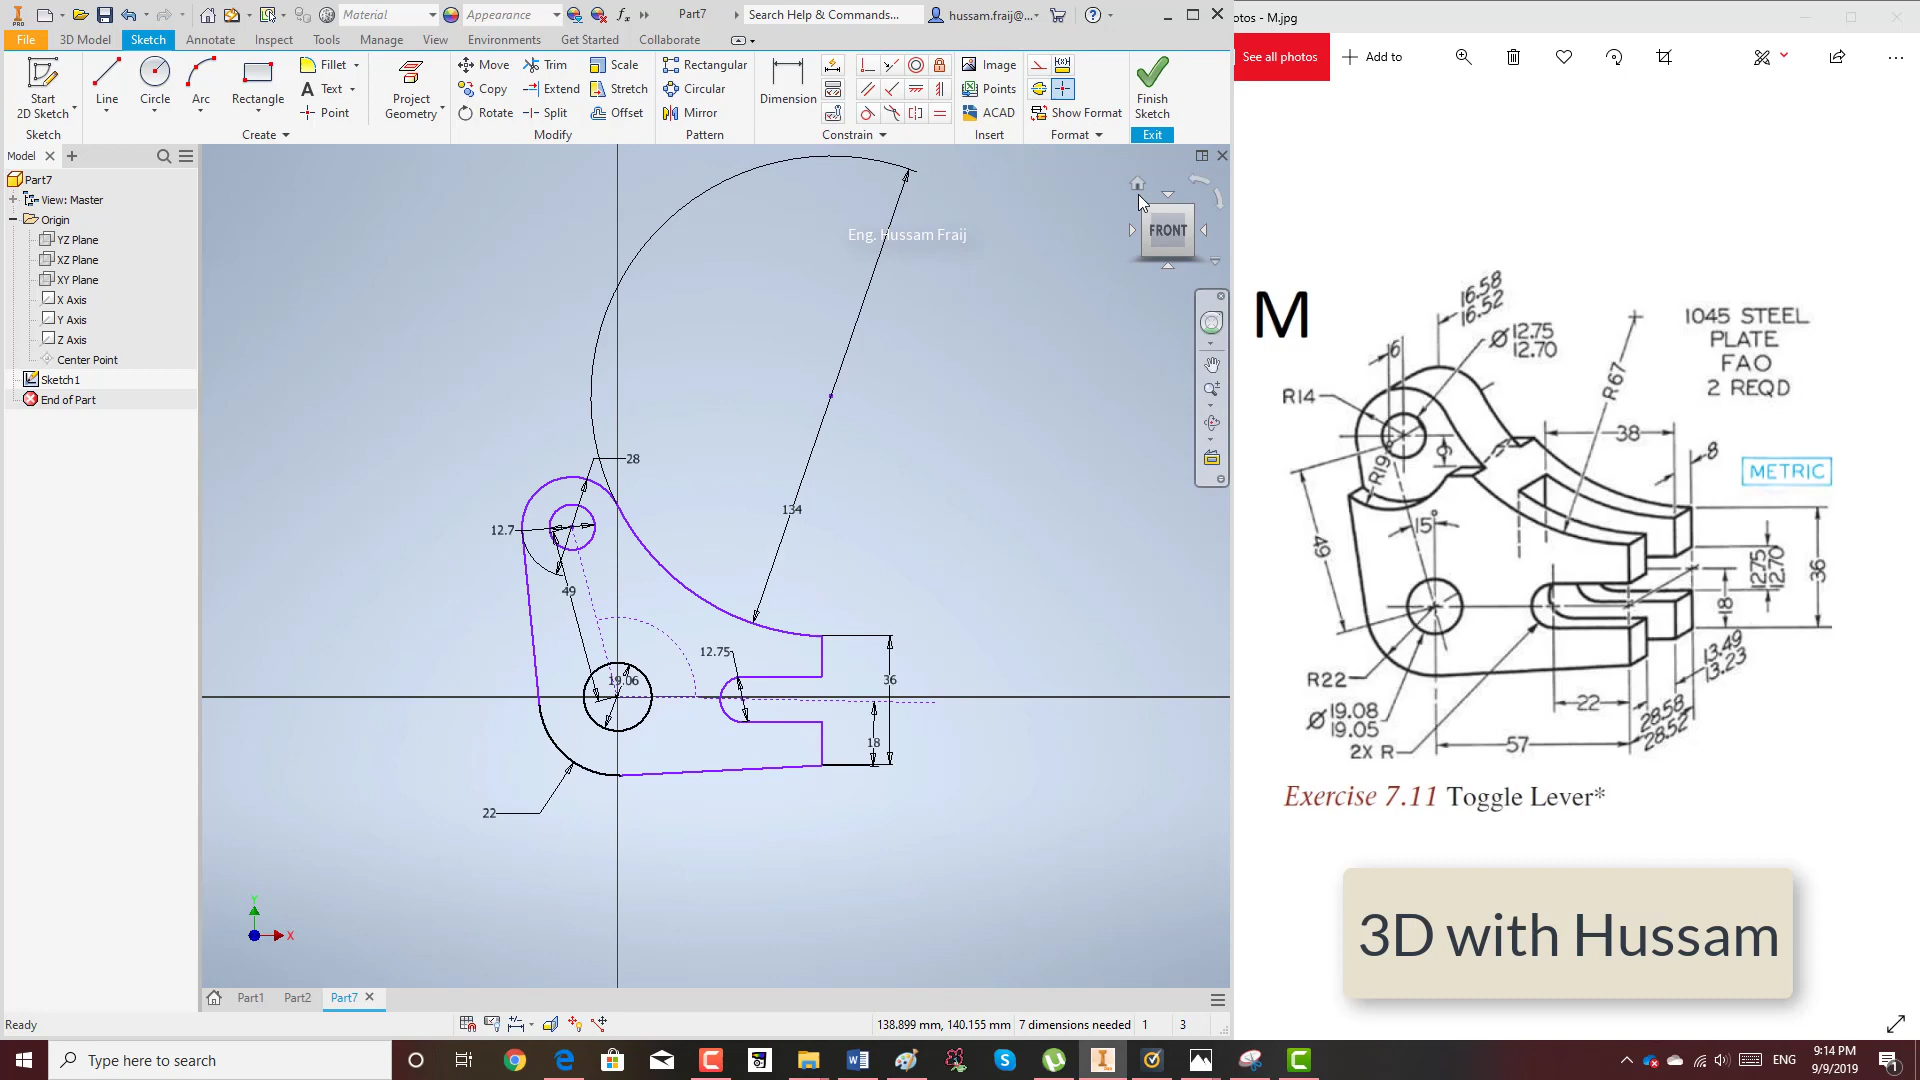 Material
Appearance
Part7
Search Help & Commands...
hussam.fraij@...
File
3D Model
Sketch
Annotate
Inspect
Tools
Manage
View
Environments
Get Started
Collaborate
Start
2D Sketch
Line
Circle
Arc
Rectangle
Fillet
Text
Point
Project
Geometry
Move
Copy
Rotate
Trim
Extend
Split
Scale
Stretch
Offset
Rectangular
Circular
Mirror
Dimension
Image
Points
ACAD
Show Format
Finish
Sketch
Sketch
Create
Modify
Pattern
Constrain
Insert
Format
Exit
Model
Part7
View: Master
Origin
YZ Plane
XZ Plane
XY Plane
X Axis
Y Axis
Z Axis
Center Point
Sketch1
End of Part
Eng. Hussam Fraij
FRONT
28
134
12.7
49
12.75
19.06
36
18
22
Y
X
Part1
Part2
Part7
Ready
138.899 mm, 140.155 mm
7 dimensions needed
1
3
otos - M.jpg
See all photos
Add to
M
16.58
16.52
Ø 12.75
12.70
6
R14
R67
1045 STEEL
PLATE
FAO
2 REQD
38
8
METRIC
R19
9
15°
49
12.75
12.70
36
18
13.49
13.23
R22
22
28.58
28.52
Ø 19.08
19.05
2X R
57
Exercise 7.11 Toggle Lever*
3D with Hussam
Type here to search
ENG
9:14 PM
9/9/2019
1